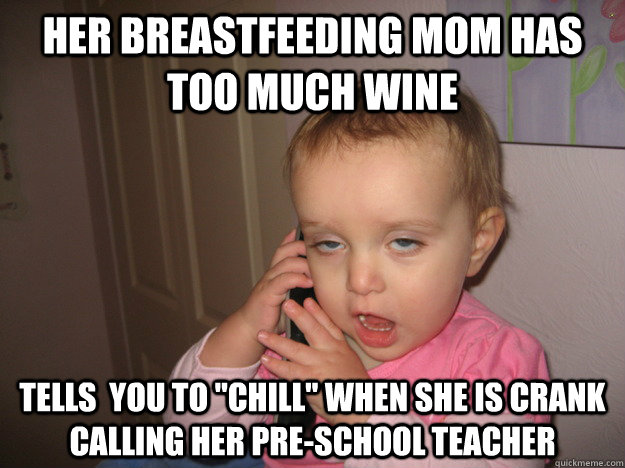 HER BREASTFEEDING MOM HAS
TOO MUCH WINE
TELLS YOU TO "CHILL" WHEN SHE IS CRANK
CALLING HER PRE-SCHOOL TEACHER
quickmeme.com